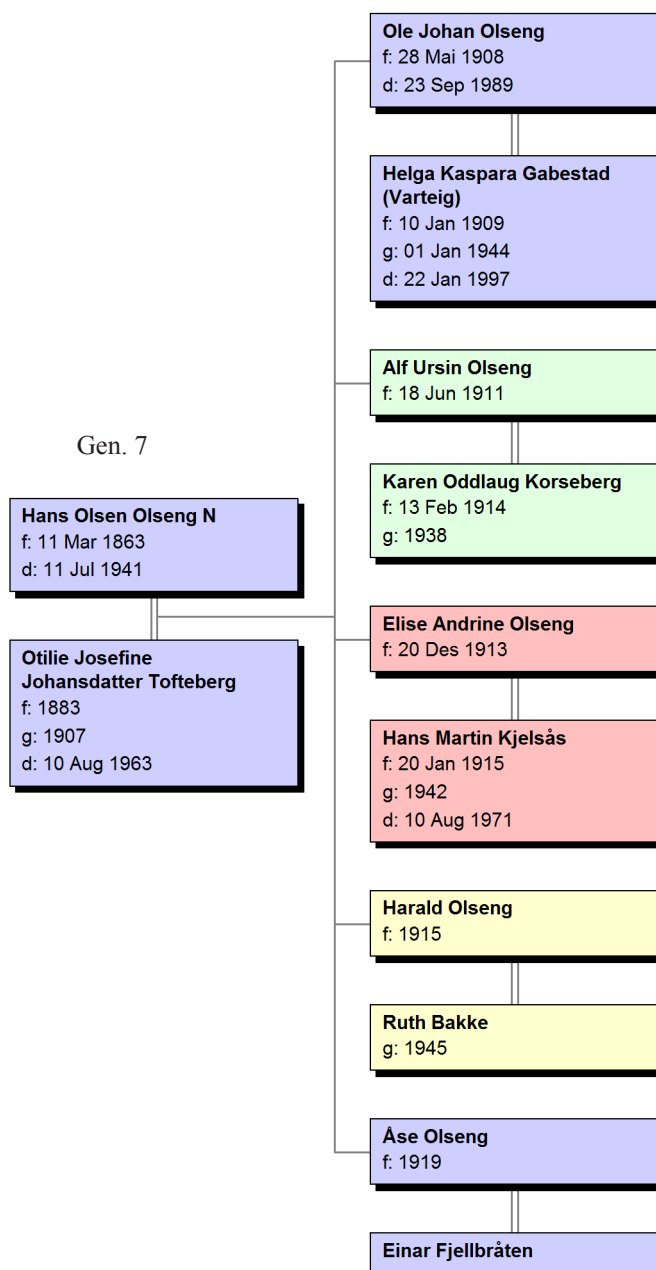 Gen. 7
Hans Olsen Olseng N
f: 11 Mar 1863
d: 11 Jul 1941
Otilie Josefine
Johansdatter Tofteberg
f: 1883
g: 1907
d: 10 Aug 1963
Ole Johan Olseng
f: 28 Mai 1908
d: 23 Sep 1989
Helga Kaspara Gabestad
(Varteig)
f: 10 Jan 1909
g: 01 Jan 1944
d: 22 Jan 1997
Alf Ursin Olseng
f: 18 Jun 1911
Karen Oddlaug Korseberg
f: 13 Feb 1914
g: 1938
Elise Andrine Olseng
f: 20 Des 1913
Hans Martin Kjelsås
f: 20 Jan 1915
g: 1942
d: 10 Aug 1971
Harald Olseng
f: 1915
Ruth Bakke
g: 1945
Åse Olseng
f: 1919
Einar Fjellbråten